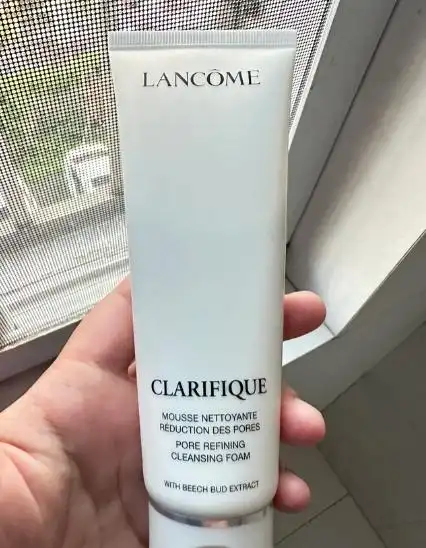 LANCÔME
CLARIFIQUE
MOUSSE NETTOYANTE
RÉDUCTION DES PORES
PORE REFINING
CLEANSING FOAM
WITH BEECH BUD EXTRACT